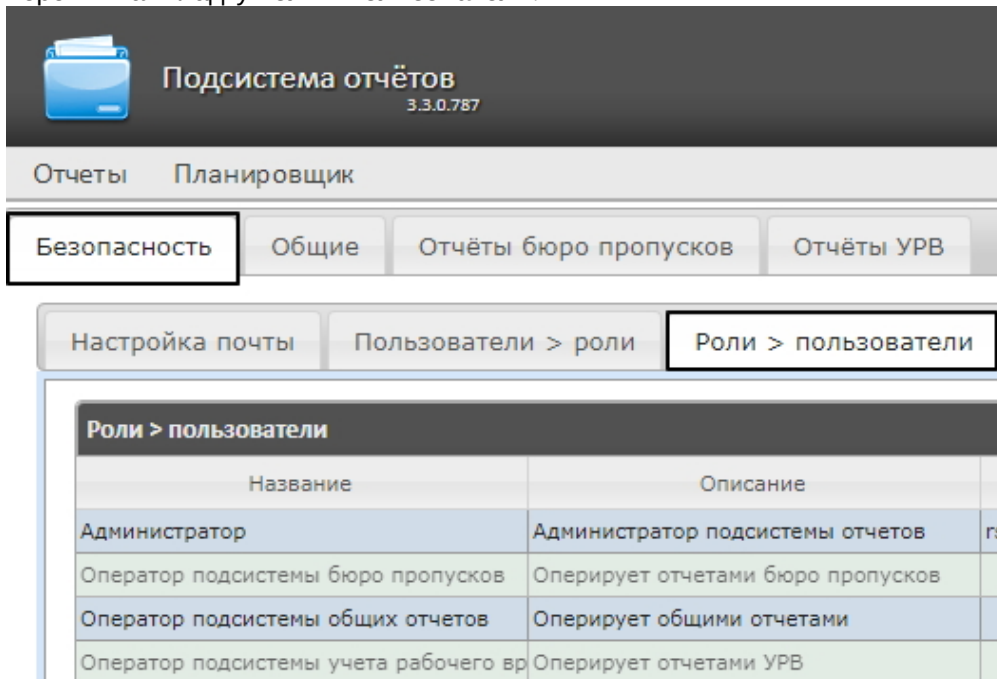 Подсистема отчётов
3.3.0.787
Отчеты Планировщик
Безопасность Общие Отчёты бюро пропусков Отчёты УРВ
Настройка почты Пользователи > роли Роли > пользователи
Роли > пользователи
Название Описание
Администратор Администратор подсистемы отчетов
Оператор подсистемы бюро пропусков Оперирует отчетами бюро пропусков
Оператор подсистемы общих отчетов Оперирует общими отчетами
Оператор подсистемы учета рабочего вр Оперирует отчетами УРВ